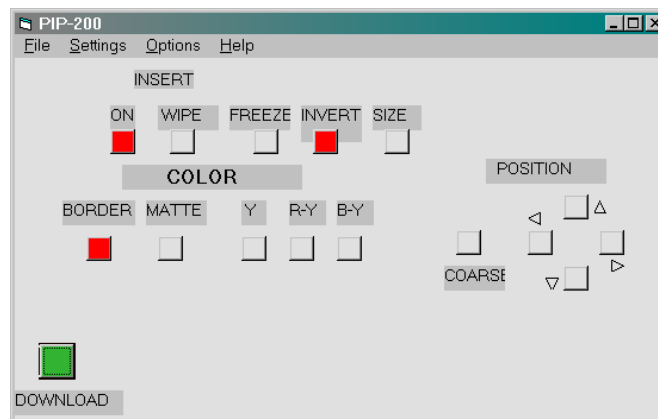 PIP-200
File Settings Options Help
INSERT
ON WIPE FREEZE INVERT SIZE
COLOR
POSITION
BORDER MATTE Y R-Y B-Y
COARSE
DOWNLOAD